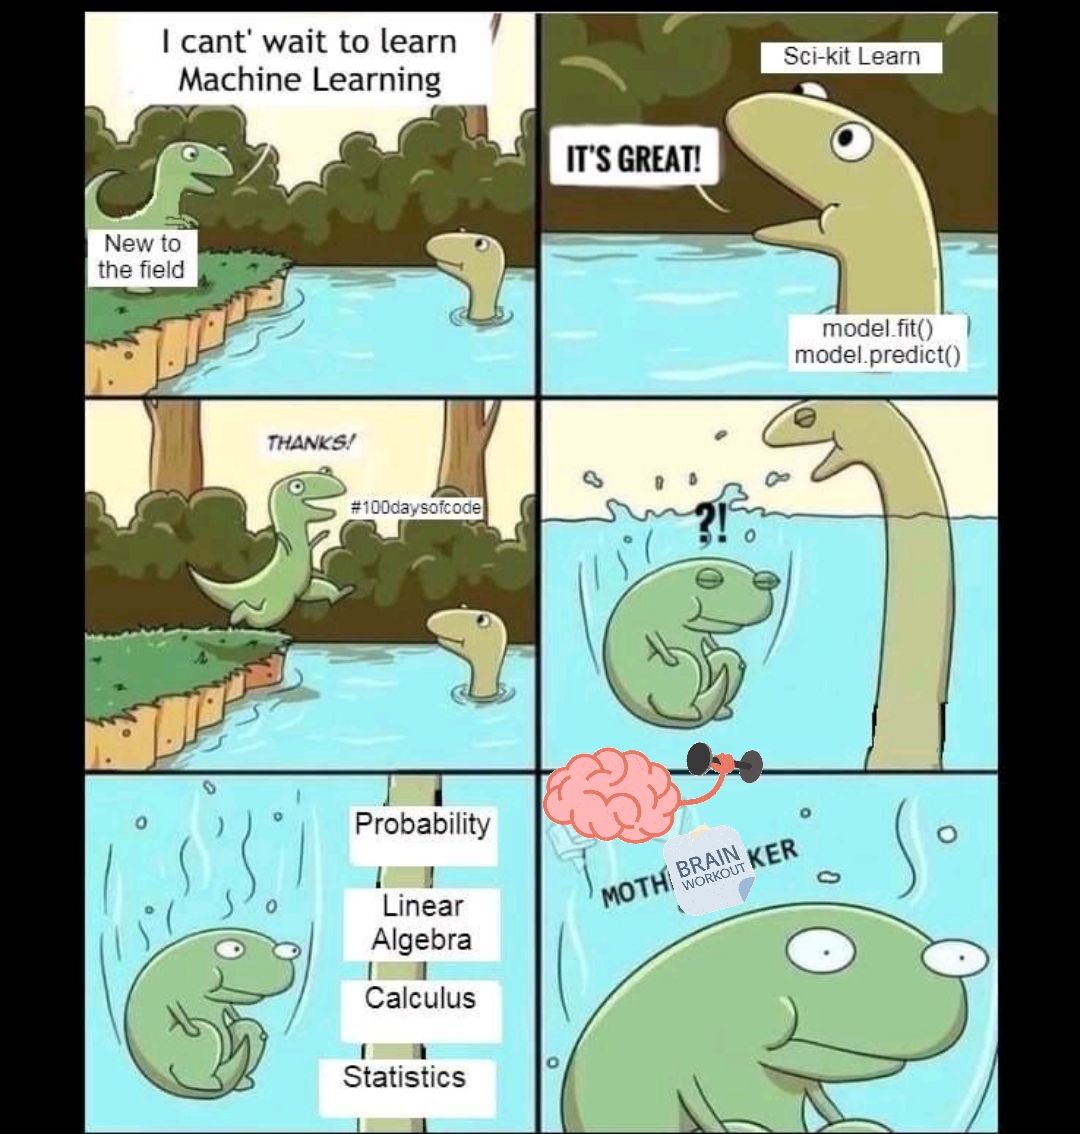 I cant' wait to learn
Machine Learning
New to
the field
Sci-kit Learn
IT'S GREAT!
model.fit()
model.predict()
THANKS!
#100daysofcode
?!
Probability
Linear
Algebra
Calculus
Statistics
MOTH KER
BRAIN
WORKOUT